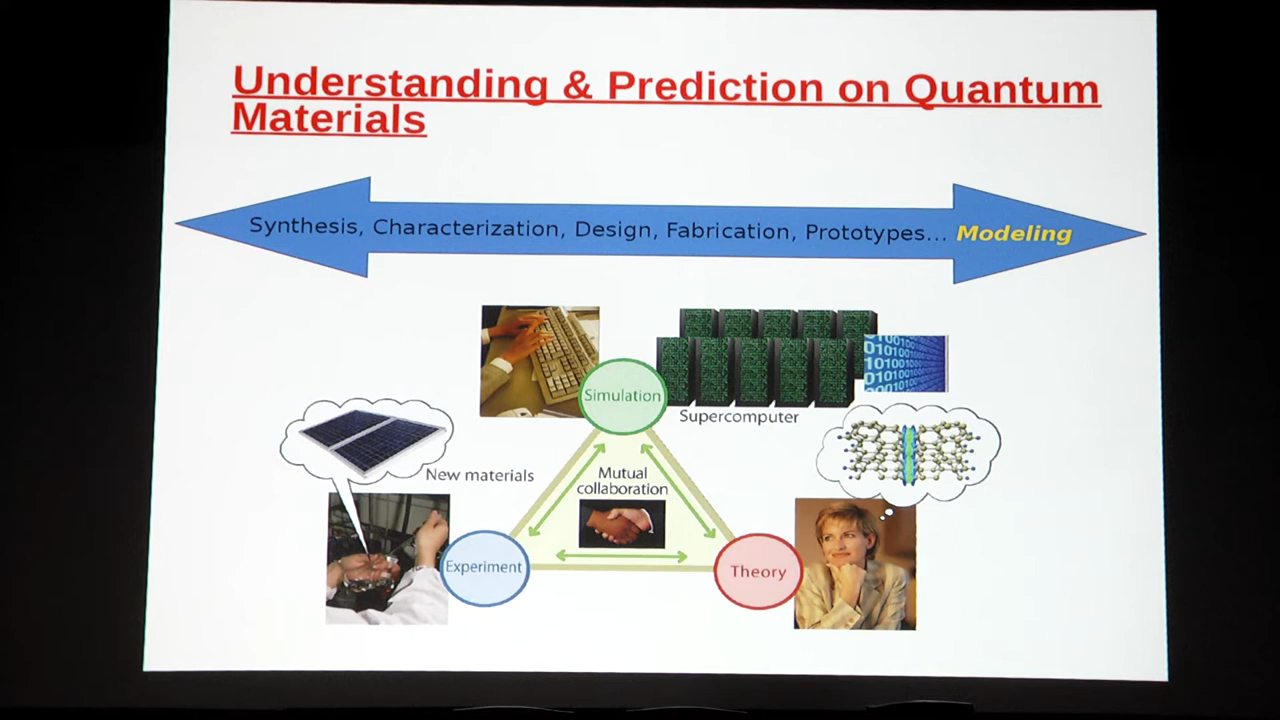 Understanding & Prediction on Quantum
Materials
Synthesis, Characterization, Design, Fabrication, Prototypes... Modeling
Simulation
Supercomputer
New materials
Mutual
collaboration
Experiment
Theory